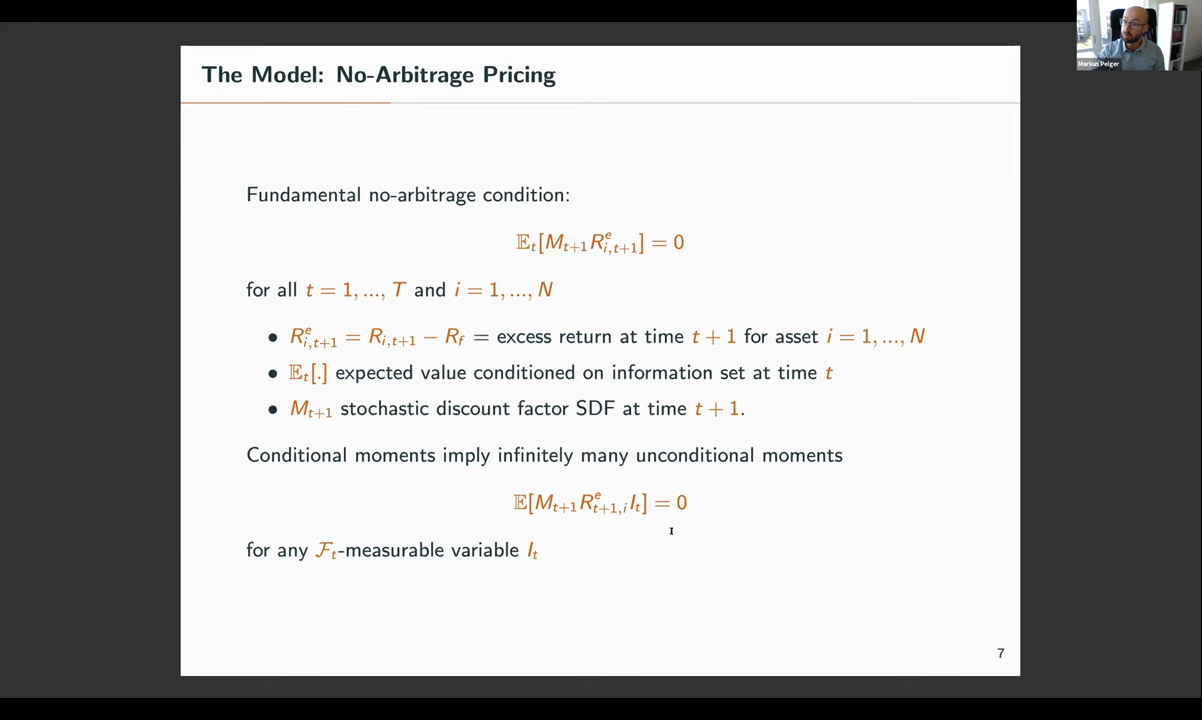 Markus Pelger
The Model: No-Arbitrage Pricing
Fundamental no-arbitrage condition:
𝔼ₜ[Mₜ₊₁Rᵉᵢ,ₜ₊₁] = 0
for all t = 1, ..., T and i = 1, ..., N
• Rᵉᵢ,ₜ₊₁ = Rᵢ,ₜ₊₁ − R_f = excess return at time t + 1 for asset i = 1, ..., N
• 𝔼ₜ[.] expected value conditioned on information set at time t
• Mₜ₊₁ stochastic discount factor SDF at time t + 1.
Conditional moments imply infinitely many unconditional moments
𝔼[Mₜ₊₁Rᵉₜ₊₁,ᵢIₜ] = 0
for any ℱₜ-measurable variable Iₜ
7